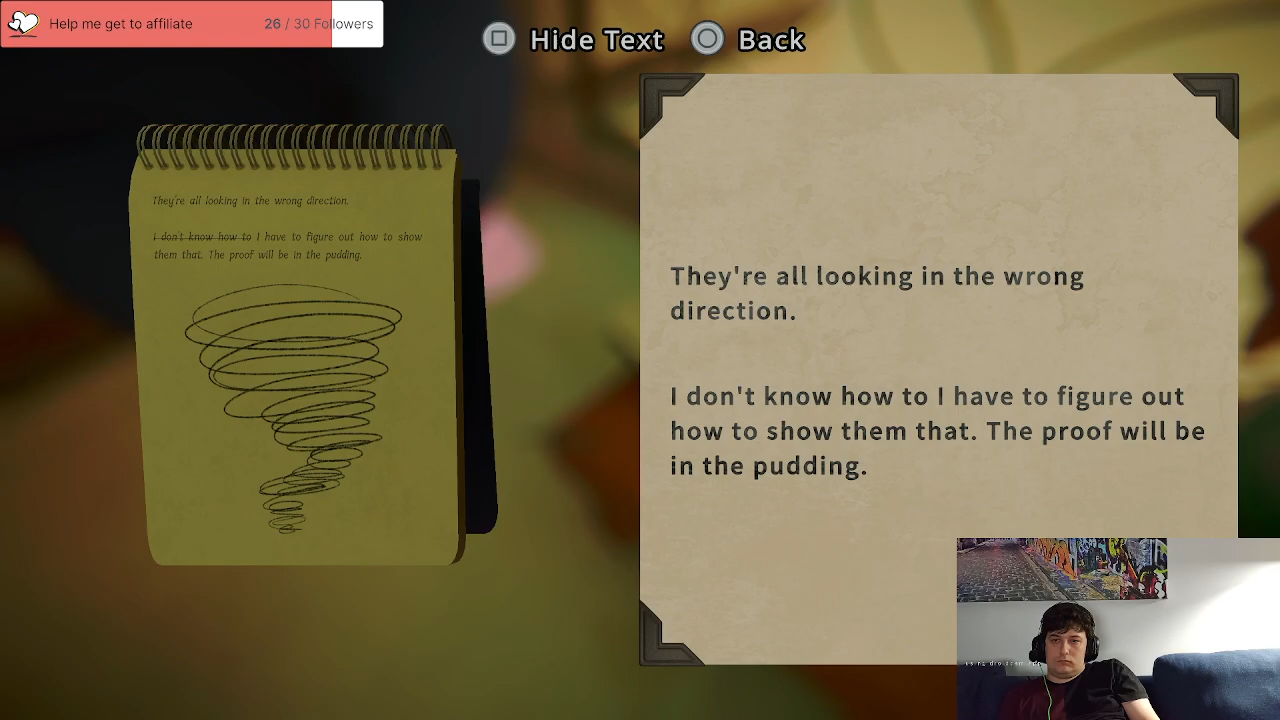 Help me get to affiliate 26 / 30 Followers
Hide Text Back
They're all looking in the wrong direction.
I don't know how to I have to figure out how to show
them that. The proof will be in the pudding.
They're all looking in the wrong
direction.
I don't know how to I have to figure out
how to show them that. The proof will be
in the pudding.